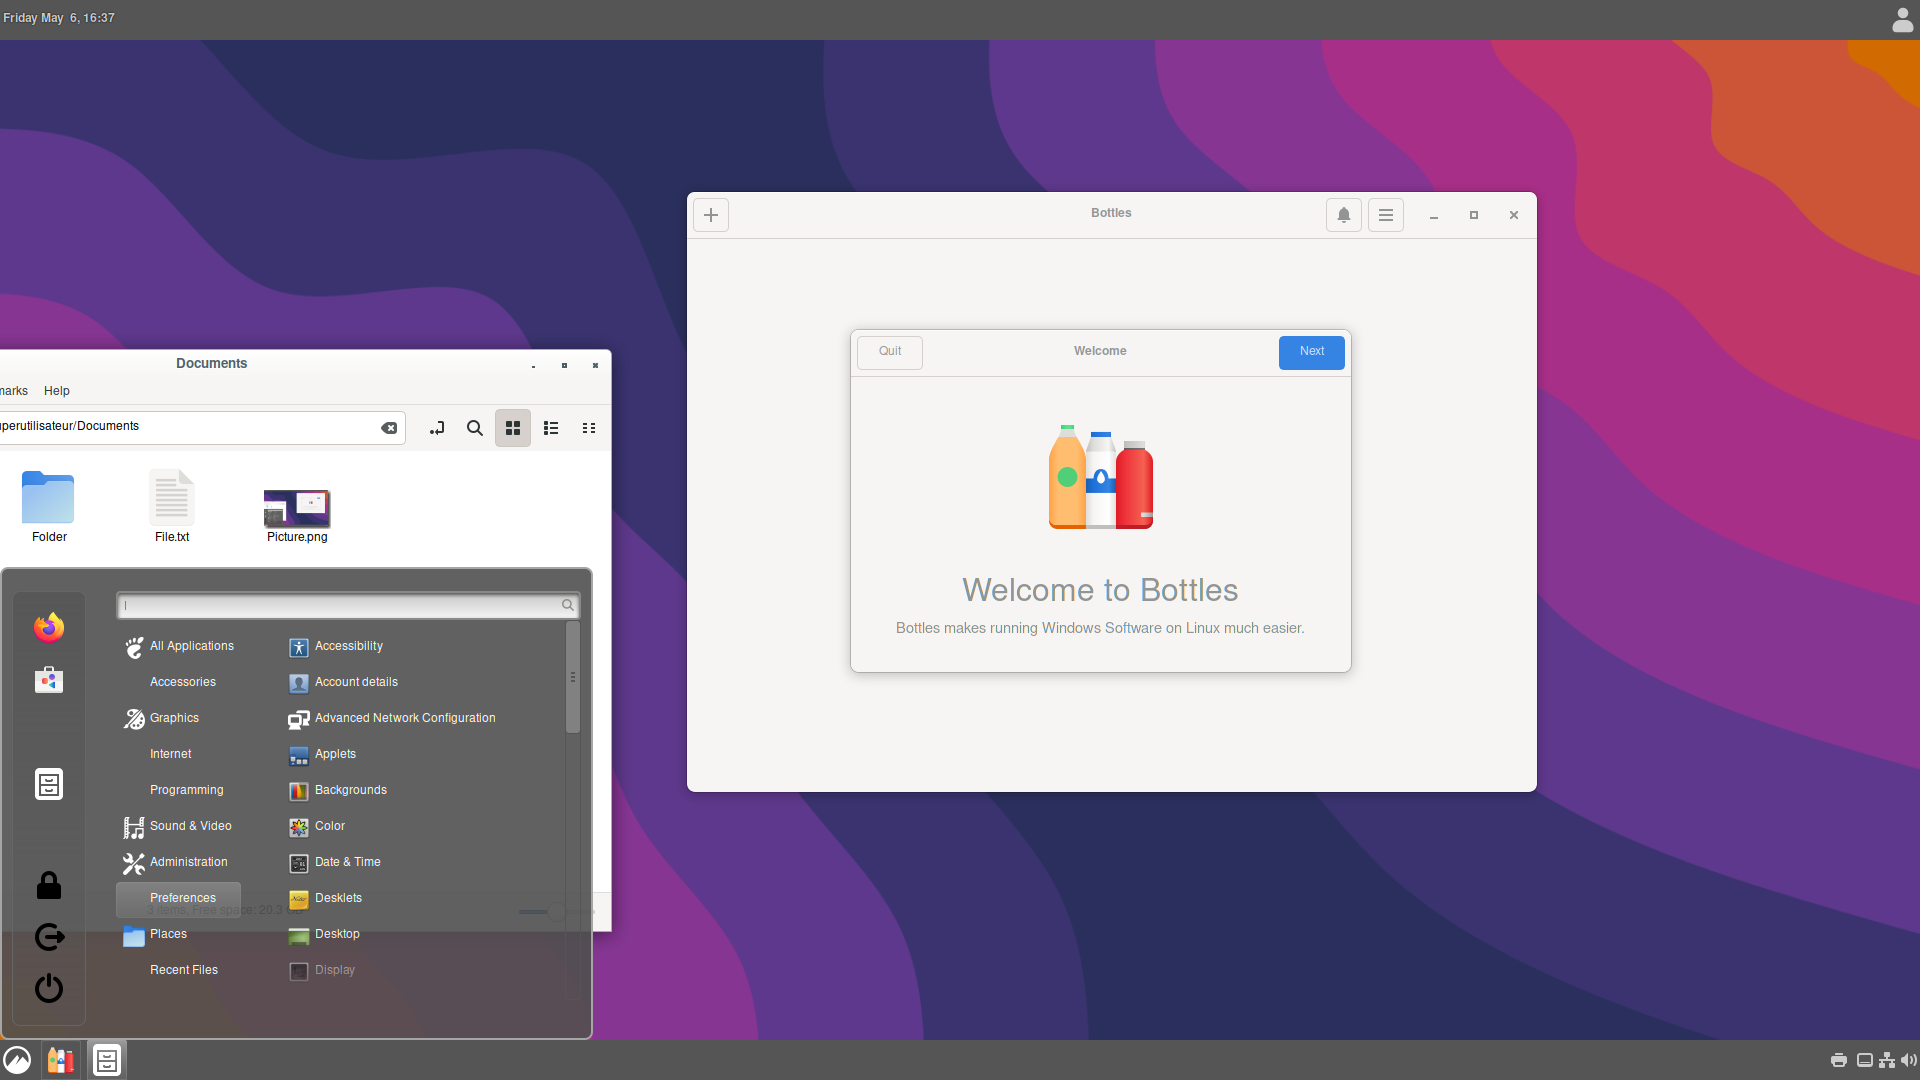 Friday May  6, 16:37
Bottles
Quit
Welcome
Next
Welcome to Bottles
Bottles makes running Windows Software on Linux much easier.
Documents
marks Help
uperutilisateur/Documents
Folder
File.txt
Picture.png
All Applications
Accessories
Graphics
Internet
Programming
Sound & Video
Administration
Preferences
Places
Recent Files
Accessibility
Account details
Advanced Network Configuration
Applets
Backgrounds
Color
Date & Time
Desklets
Desktop
Display
3 items, Free space: 20.3